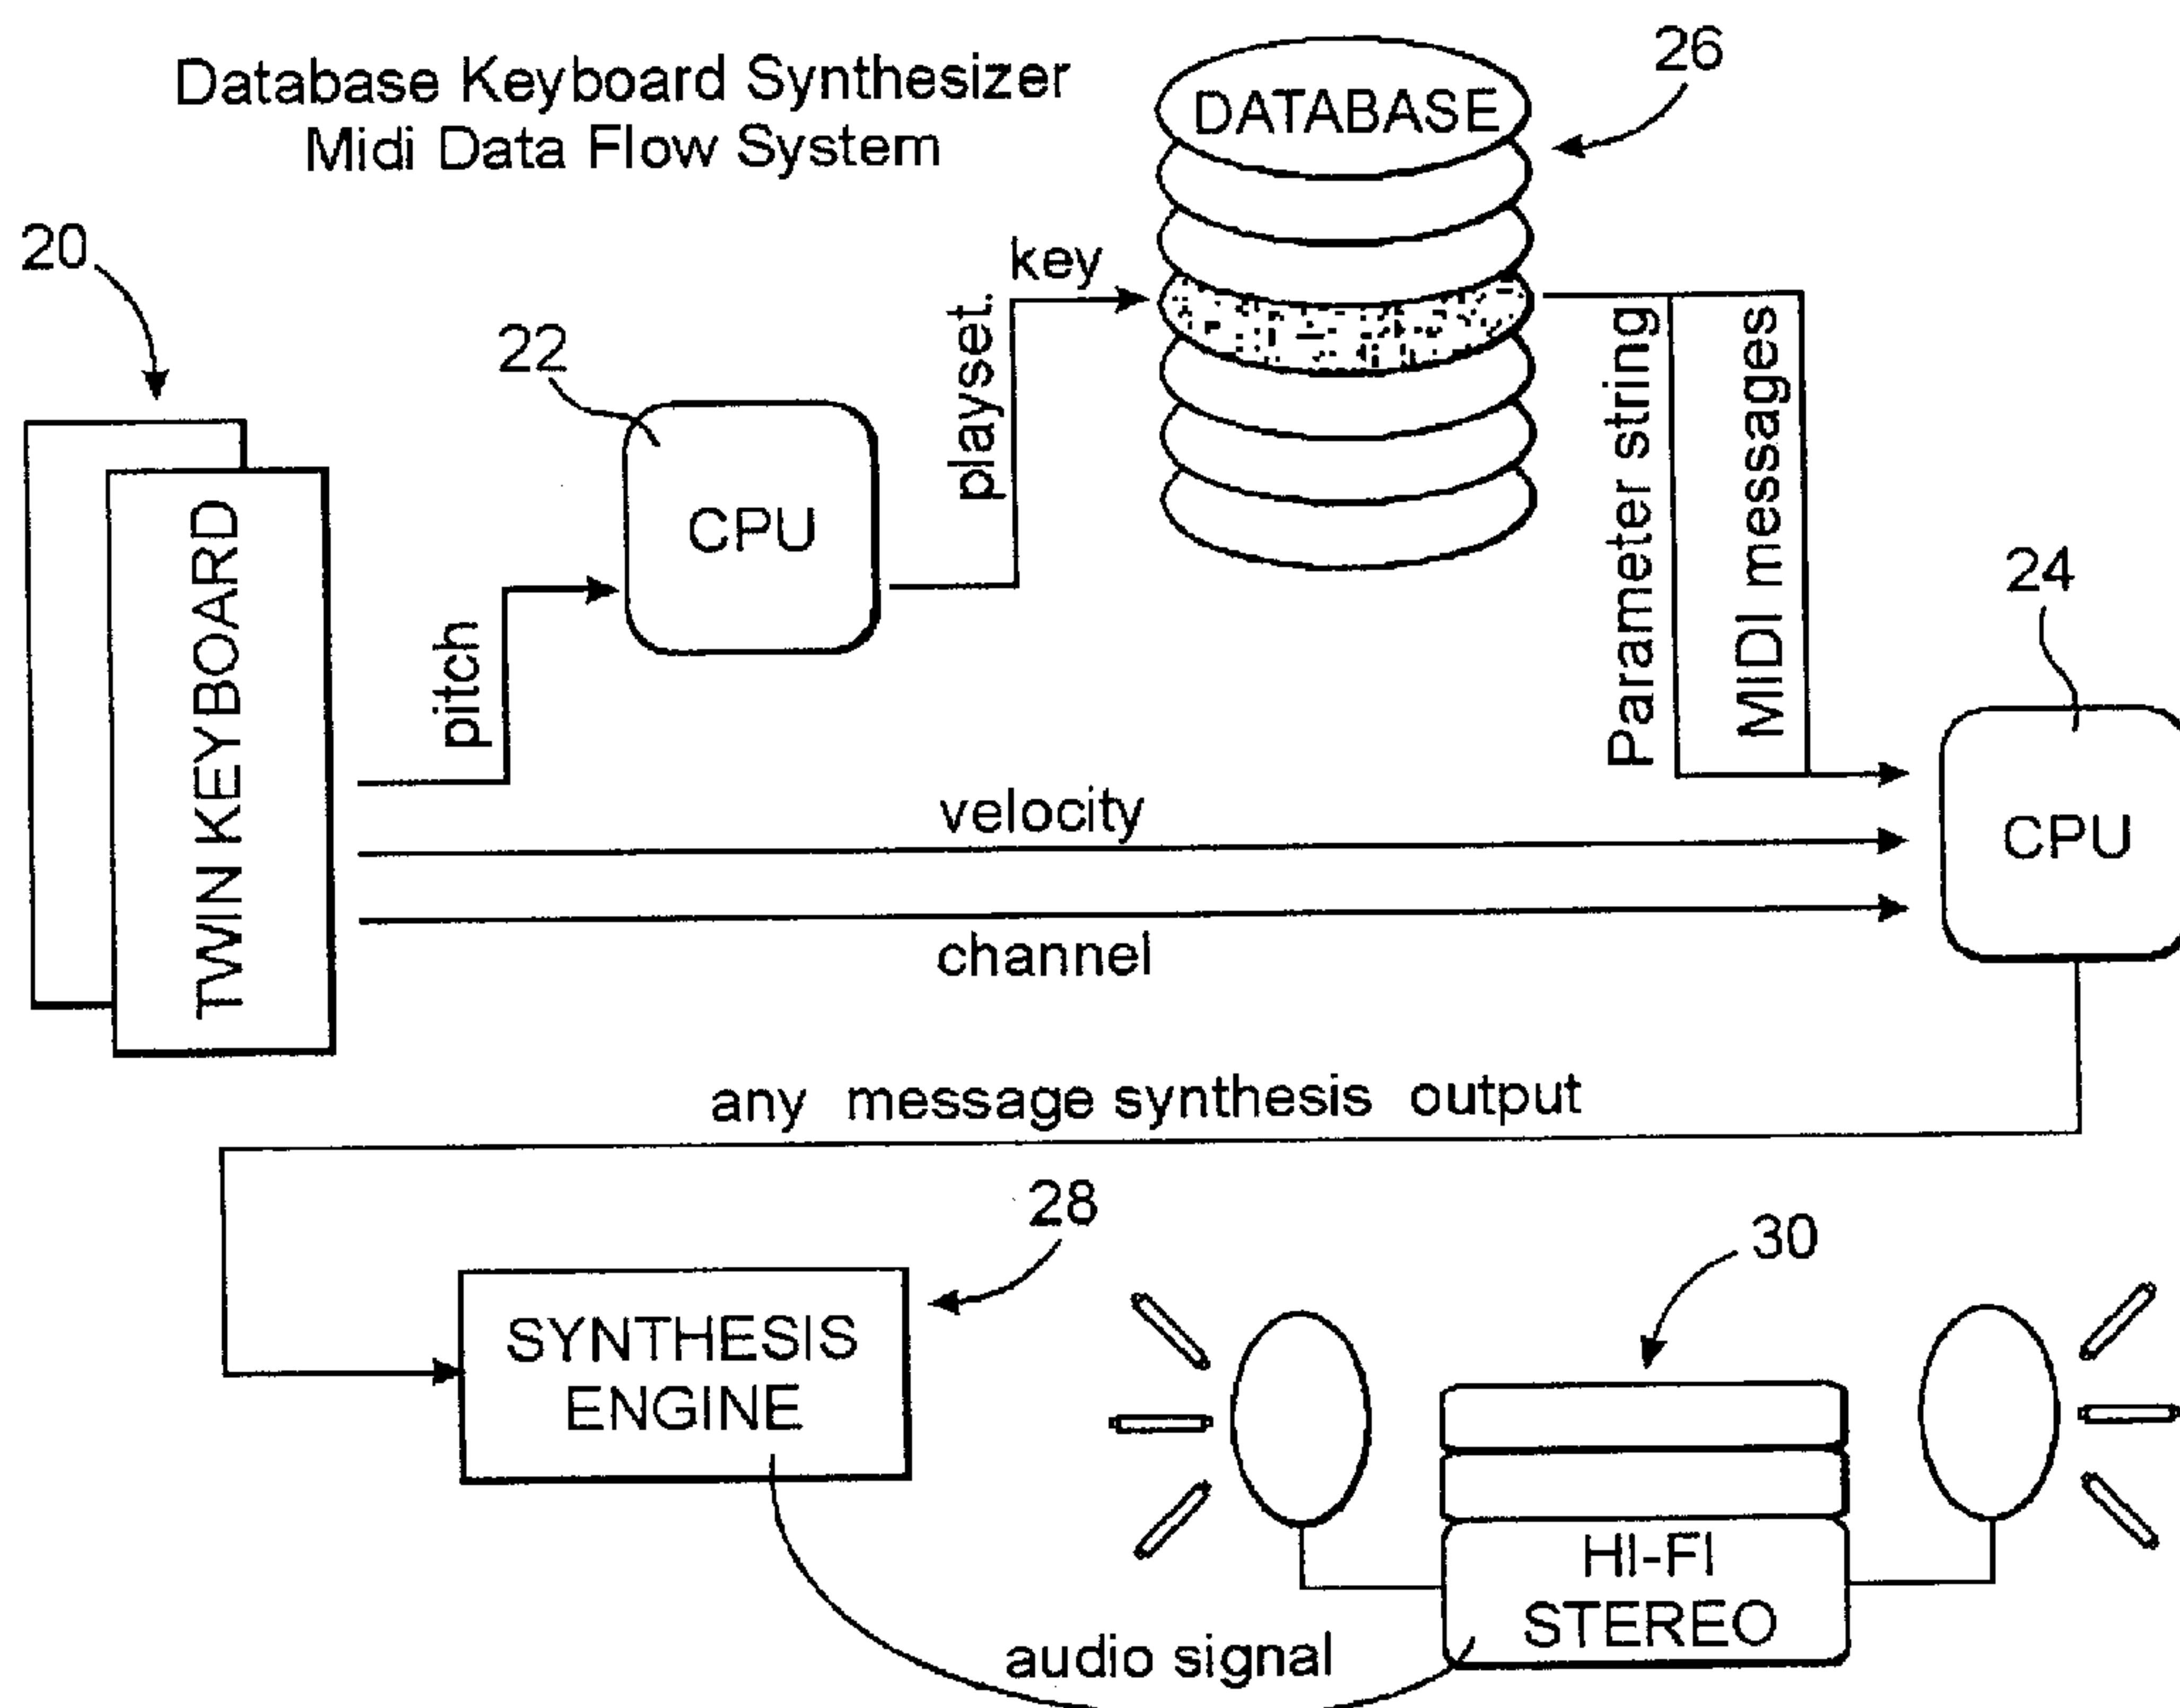 Database Keyboard Synthesizer
Midi Data Flow System
26
DATABASE
20
key
playset.
22
CPU
Parameter string
MIDI messages
24
TWIN KEYBOARD
pitch
velocity
CPU
channel
any message synthesis output
28
30
SYNTHESIS
ENGINE
HI-FI
STEREO
audio signal